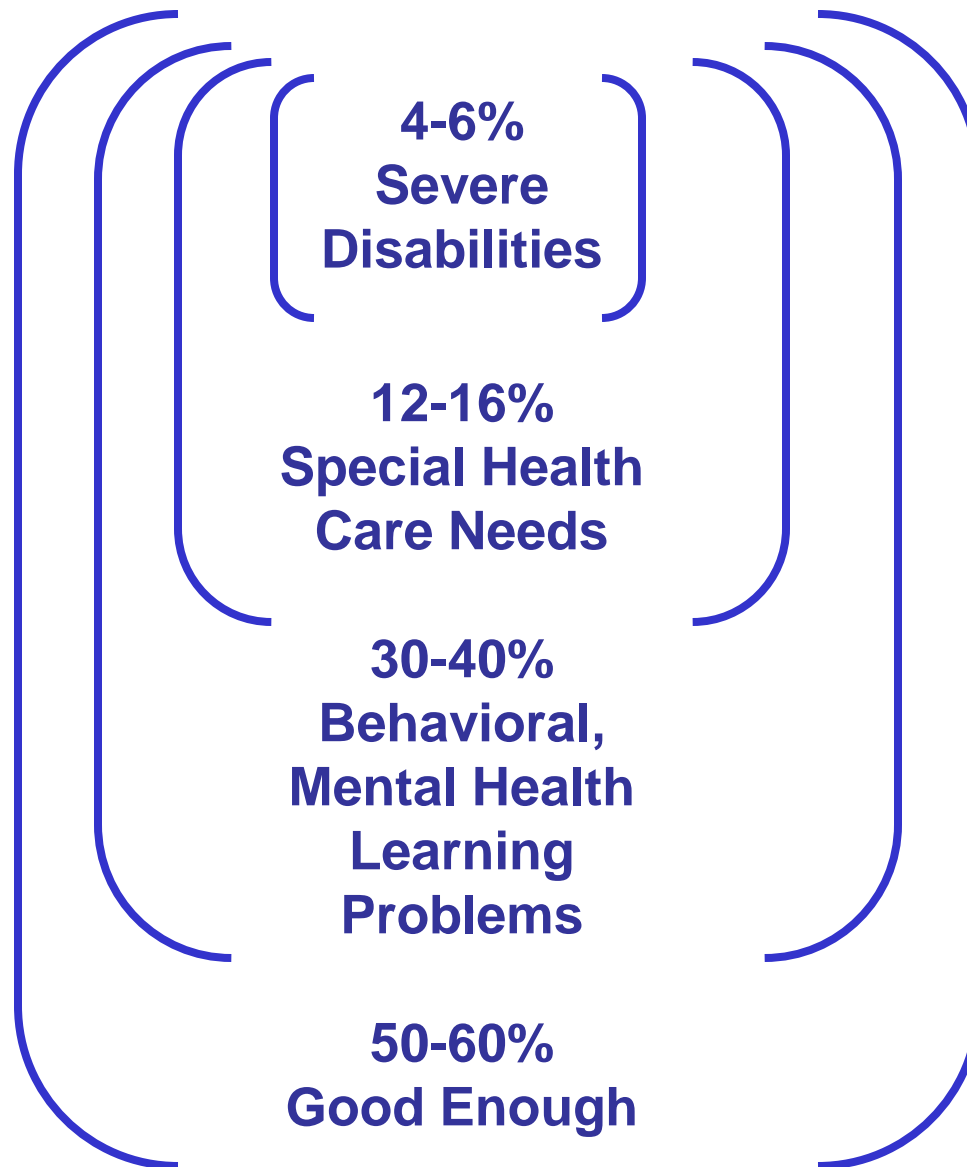 4-6%
Severe
Disabilities
12-16%
Special Health
Care Needs
30-40%
Behavioral,
Mental Health
Learning
Problems
50-60%
Good Enough